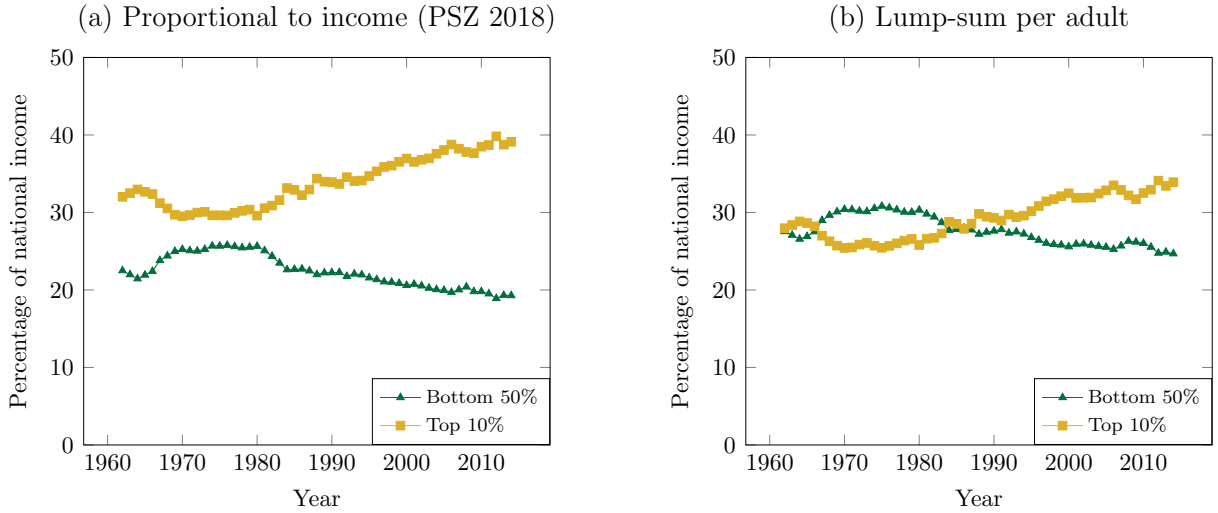 (a) Proportional to income (PSZ 2018)
Percentage of national income
50
40
30
20
10
0
1960 1970 1980 1990 2000 2010
Year
Bottom 50%
Top 10%
(b) Lump-sum per adult
Percentage of national income
50
40
30
20
10
0
1960 1970 1980 1990 2000 2010
Year
Bottom 50%
Top 10%